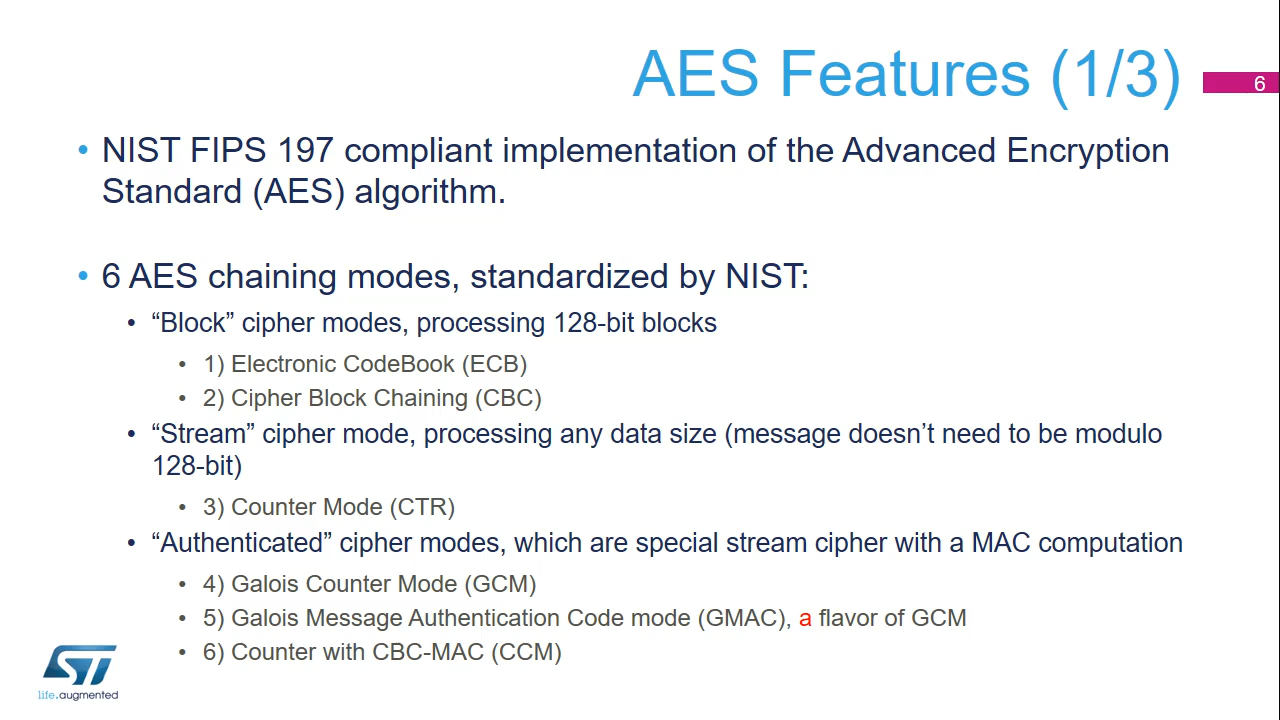 AES Features (1/3)
6
• NIST FIPS 197 compliant implementation of the Advanced Encryption
Standard (AES) algorithm.
• 6 AES chaining modes, standardized by NIST:
• “Block” cipher modes, processing 128-bit blocks
• 1) Electronic CodeBook (ECB)
• 2) Cipher Block Chaining (CBC)
• “Stream” cipher mode, processing any data size (message doesn’t need to be modulo
128-bit)
• 3) Counter Mode (CTR)
• “Authenticated” cipher modes, which are special stream cipher with a MAC computation
• 4) Galois Counter Mode (GCM)
• 5) Galois Message Authentication Code mode (GMAC), a flavor of GCM
• 6) Counter with CBC-MAC (CCM)
ST
life.augmented